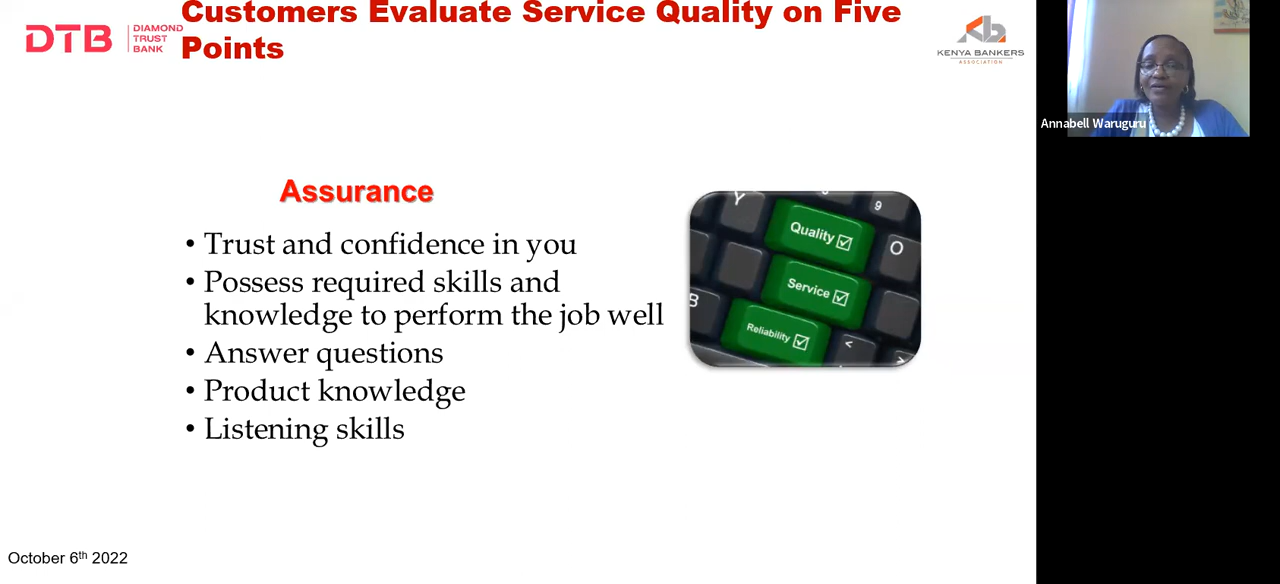 Customers Evaluate Service Quality on Five
Points
DTB
DIAMOND
TRUST
BANK
KENYA BANKERS
ASSOCIATION
Annabell Waruguru
Assurance
• Trust and confidence in you
• Possess required skills and
knowledge to perform the job well
• Answer questions
• Product knowledge
• Listening skills
Y
9
O
Quality
Service
B
Reliability
<
>
October 6th 2022